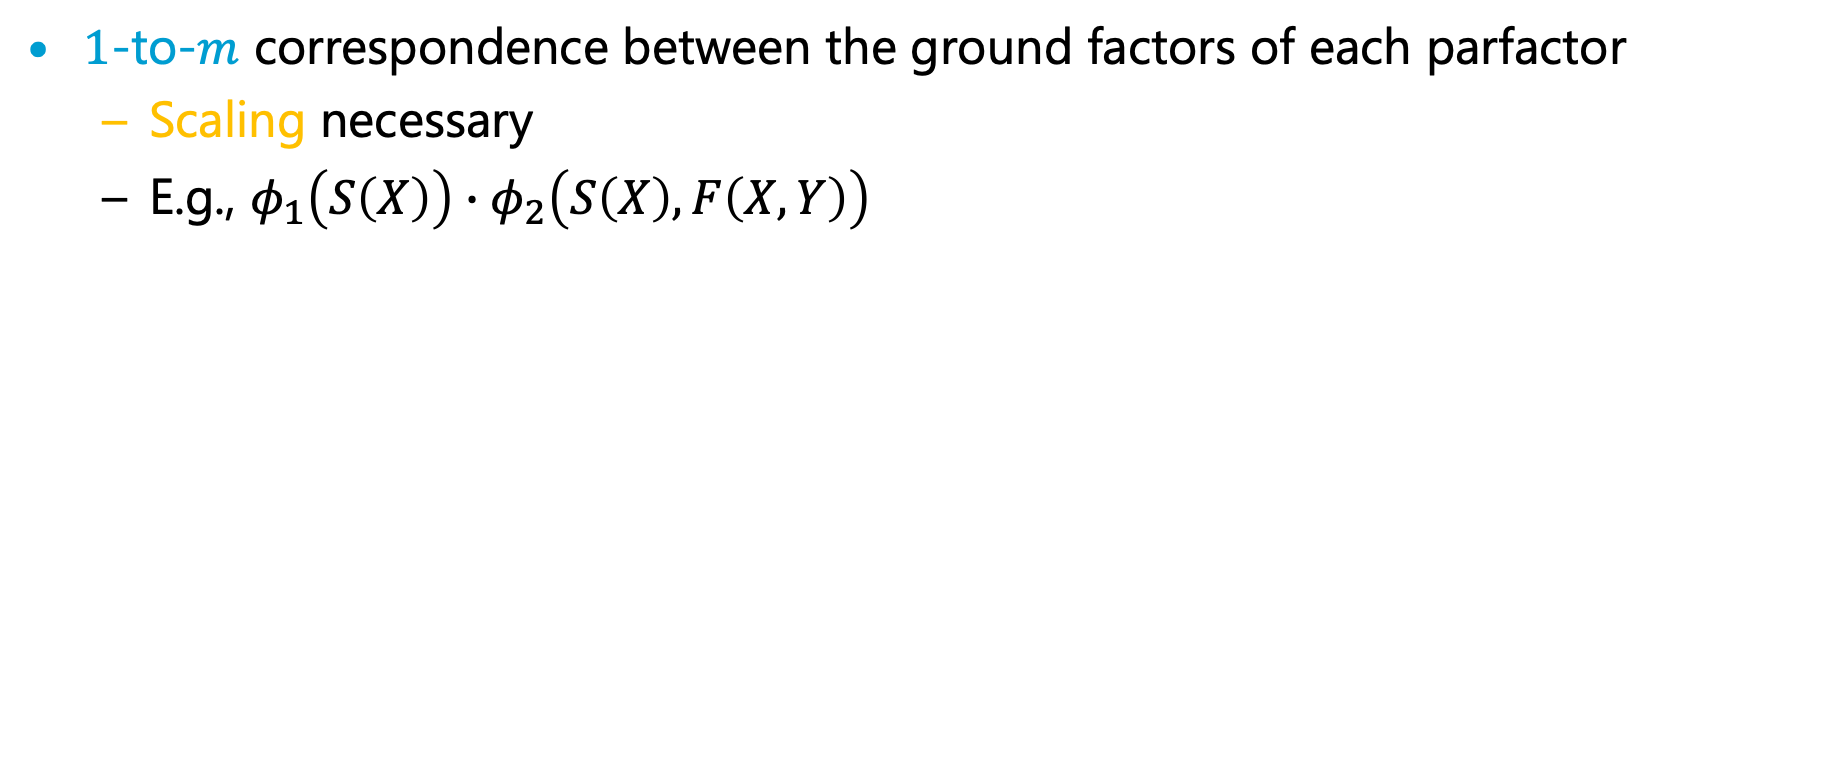 • 1-to-𝑚 correspondence between the ground factors of each parfactor
– Scaling necessary
– E.g., 𝜙₁(𝑆(𝑋)) · 𝜙₂(𝑆(𝑋), 𝐹(𝑋, 𝑌))